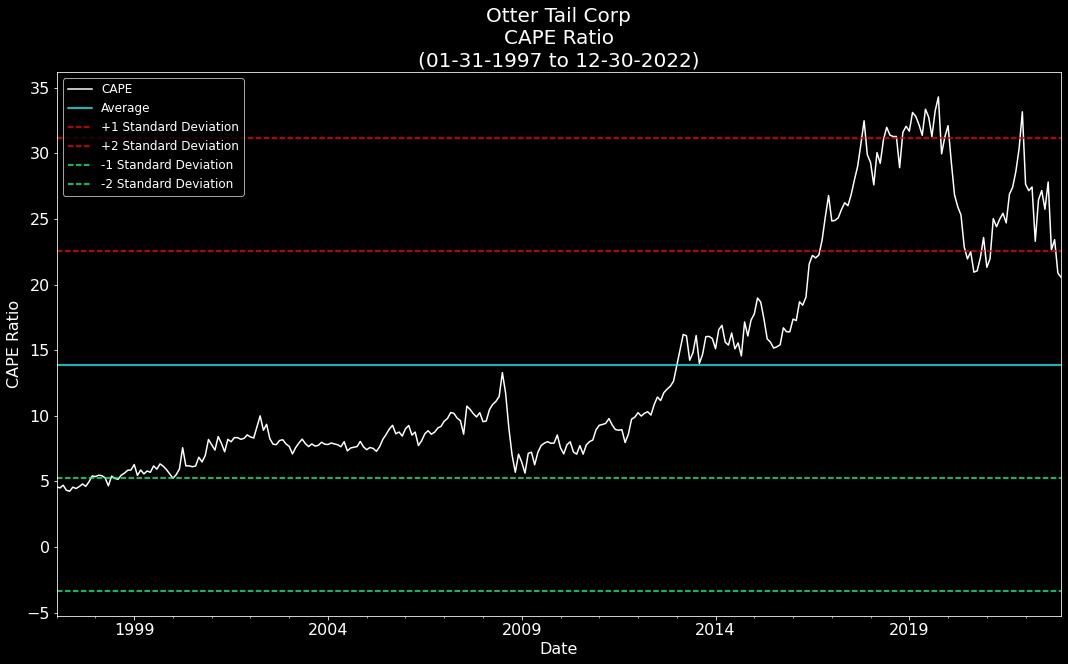 Otter Tail Corp
CAPE Ratio
(01-31-1997 to 12-30-2022)
CAPE
Average
+1 Standard Deviation
+2 Standard Deviation
-1 Standard Deviation
-2 Standard Deviation
35
30
25
20
15
10
5
0
−5
CAPE Ratio
1999
2004
2009
2014
2019
Date